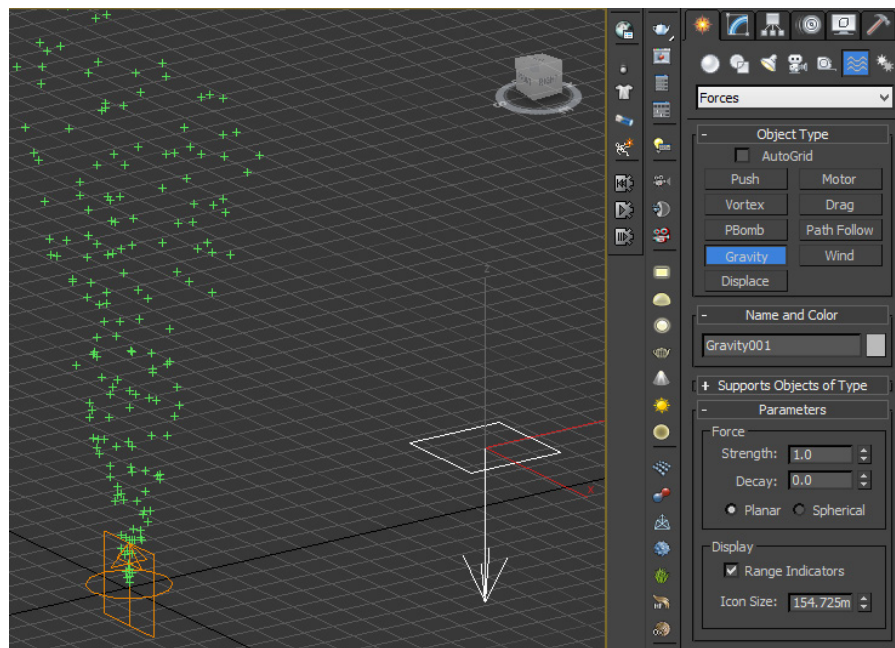 Forces
- Object Type
AutoGrid
Push Motor
Vortex Drag
PBomb Path Follow
Gravity Wind
Displace
- Name and Color
Gravity001
+ Supports Objects of Type
- Parameters
Force
Strength: 1.0
Decay: 0.0
Planar Spherical
Display
Range Indicators
Icon Size: 154.725m
z
x